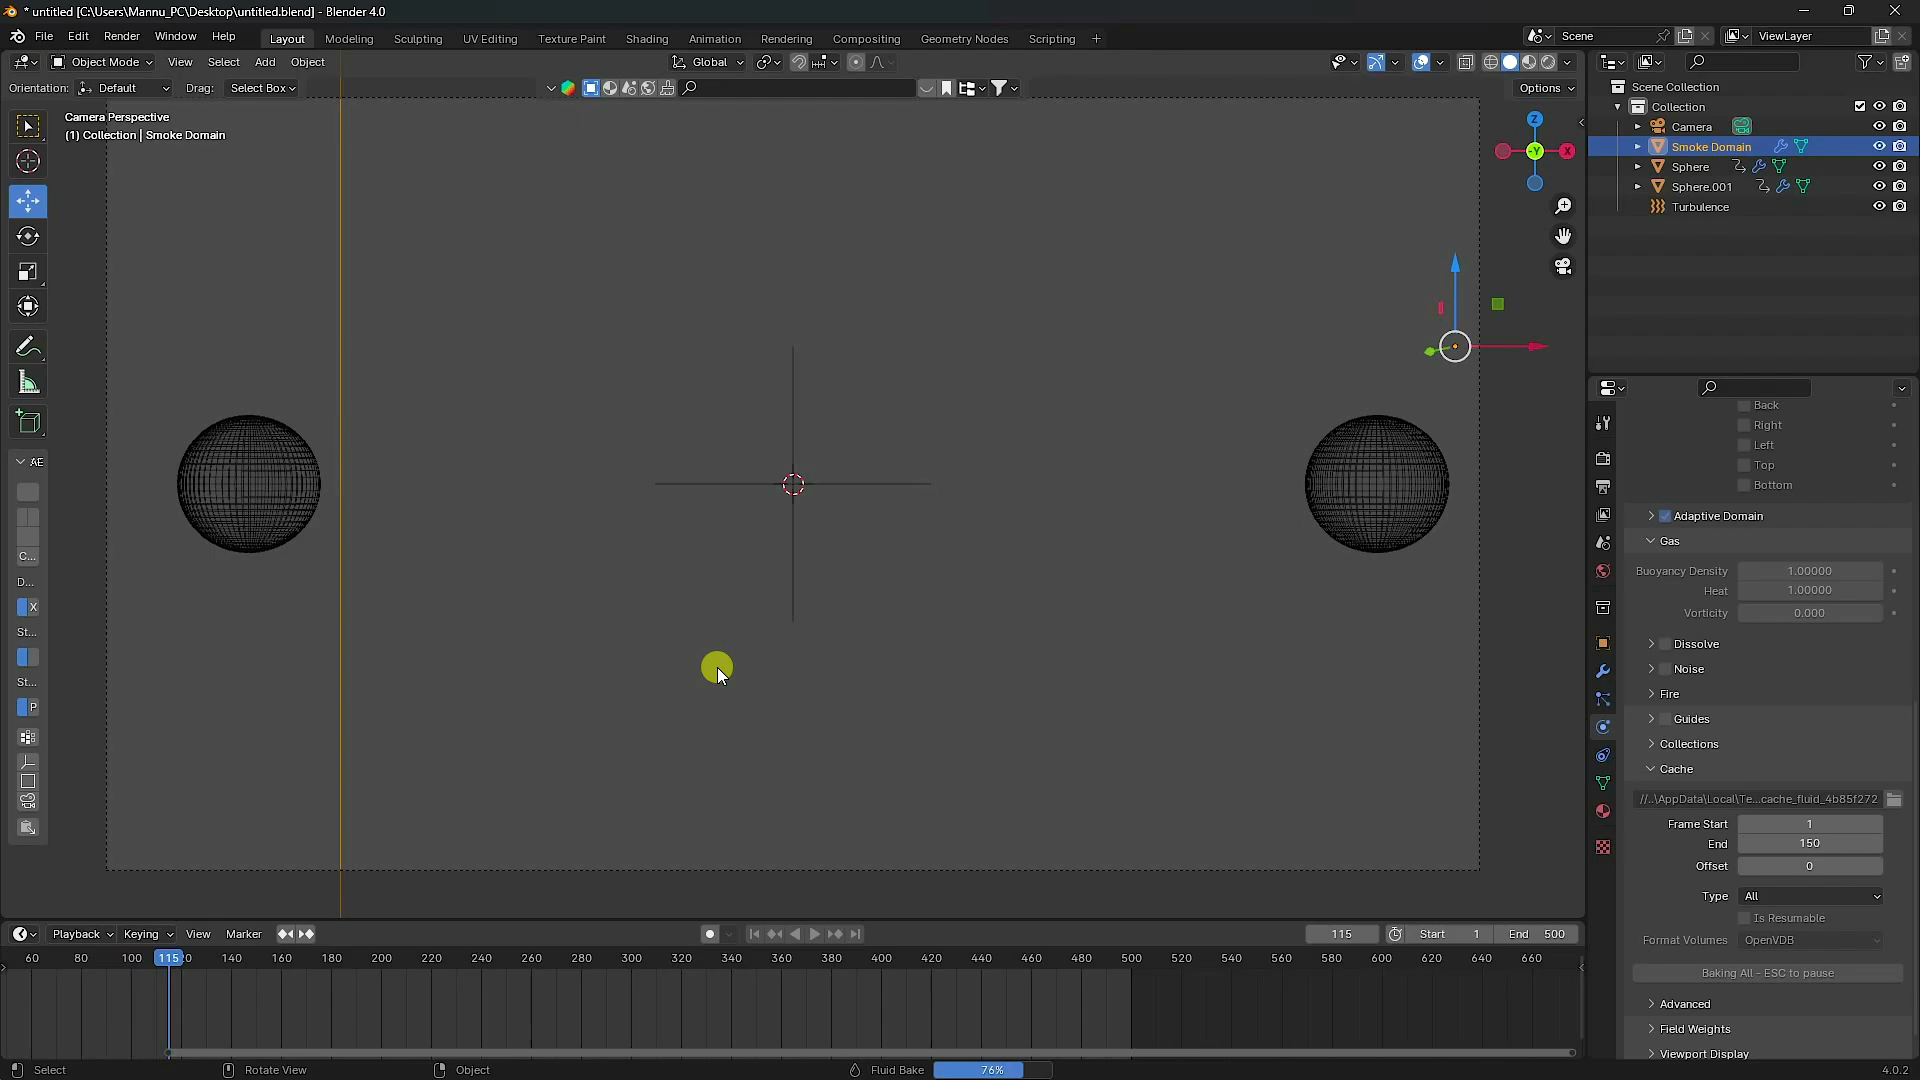 * untitled [C:\Users\Mannu_PC\Desktop\untitled.blend] - Blender 4.0
File Edit Render Window Help
Layout Modeling Sculpting UV Editing Texture Paint Shading Animation Rendering Compositing Geometry Nodes Scripting +
Scene
ViewLayer
Object Mode View Select Add Object
Global
Orientation: Default Drag: Select Box
Options
Camera Perspective
(1) Collection | Smoke Domain
Z
-Y
X
AE
C...
D...
X
St...
St...
P
Scene Collection
Collection
Camera
Smoke Domain
Sphere
Sphere.001
Turbulence
Back
Right
Left
Top
Bottom
Adaptive Domain
Gas
Buoyancy Density 1.00000
Heat 1.00000
Vorticity 0.000
Dissolve
Noise
Fire
Guides
Collections
Cache
//..\AppData\Local\Te...cache_fluid_4b85f272
Frame Start 1
End 150
Offset 0
Type All
Is Resumable
Format Volumes OpenVDB
Baking All - ESC to pause
Advanced
Field Weights
Viewport Display
Playback Keying View Marker
115 Start 1 End 500
60 80 100 115 140 160 180 200 220 240 260 280 300 320 340 360 380 400 420 440 460 480 500 520 540 560 580 600 620 640 660
Select Rotate View Object Fluid Bake 76% 4.0.2